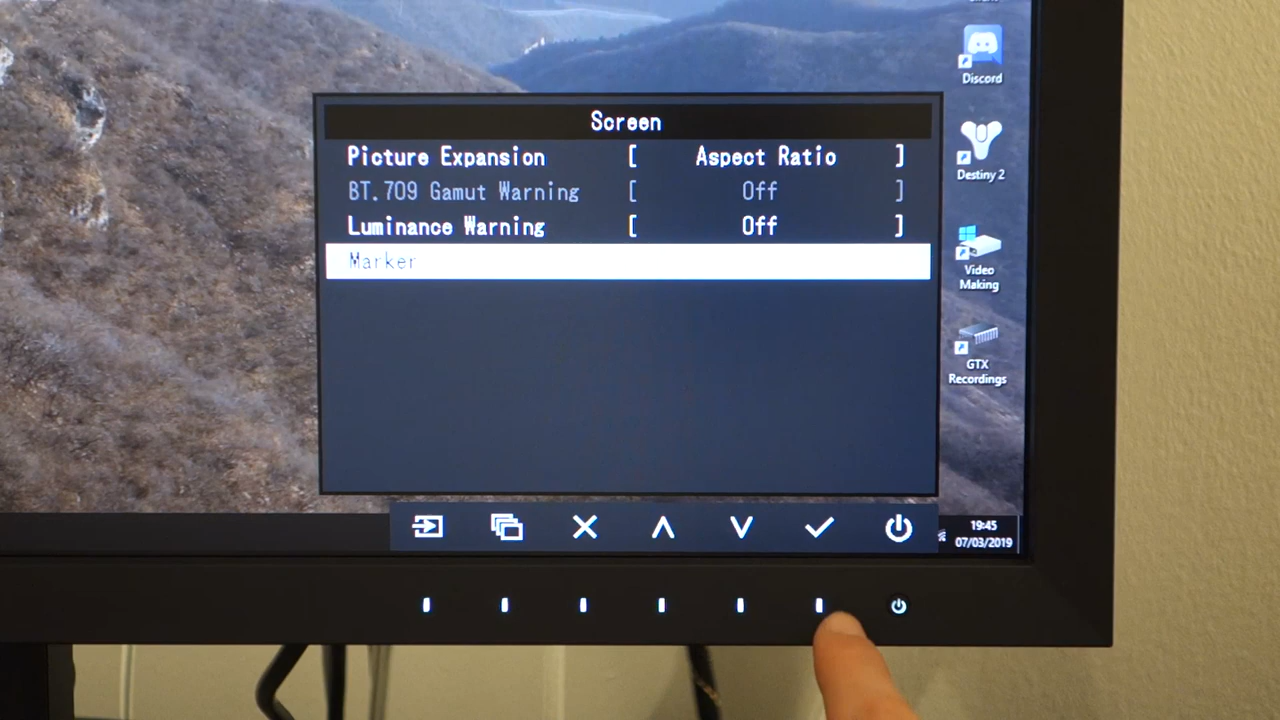 Screen
Picture Expansion [ Aspect Ratio ]
BT.709 Gamut Warning [ Off ]
Luminance Warning [ Off ]
Marker
Discord
Destiny 2
Video
Making
GTX
Recordings
19:45
07/03/2019